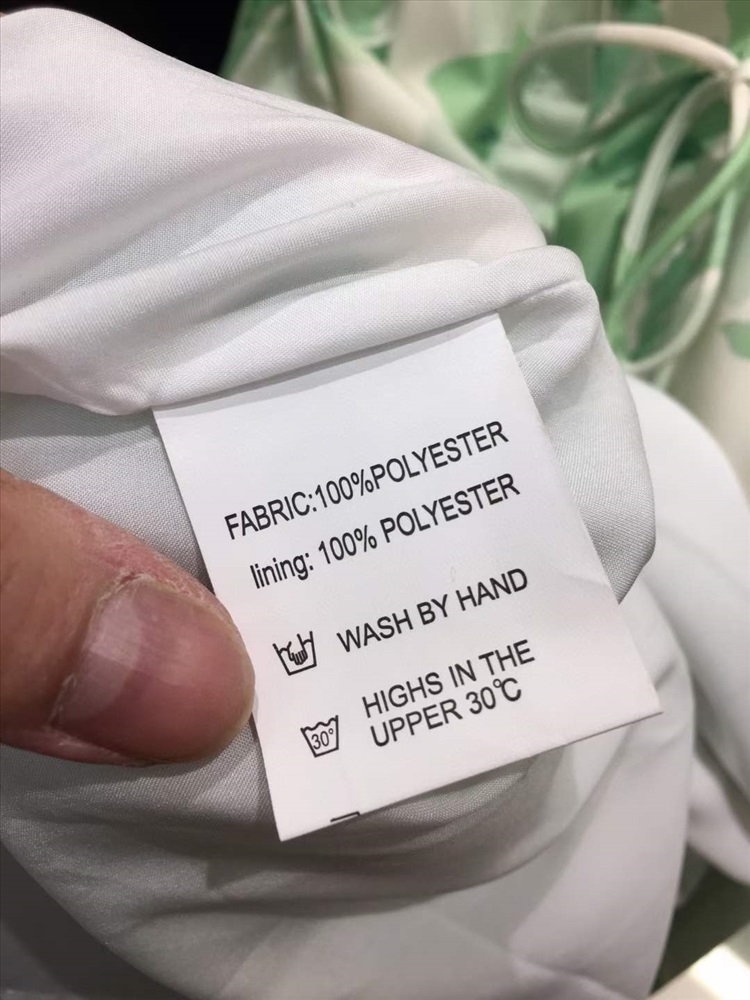 FABRIC:100%POLYESTER
lining: 100% POLYESTER
WASH BY HAND
30°
HIGHS IN THE
UPPER 30℃